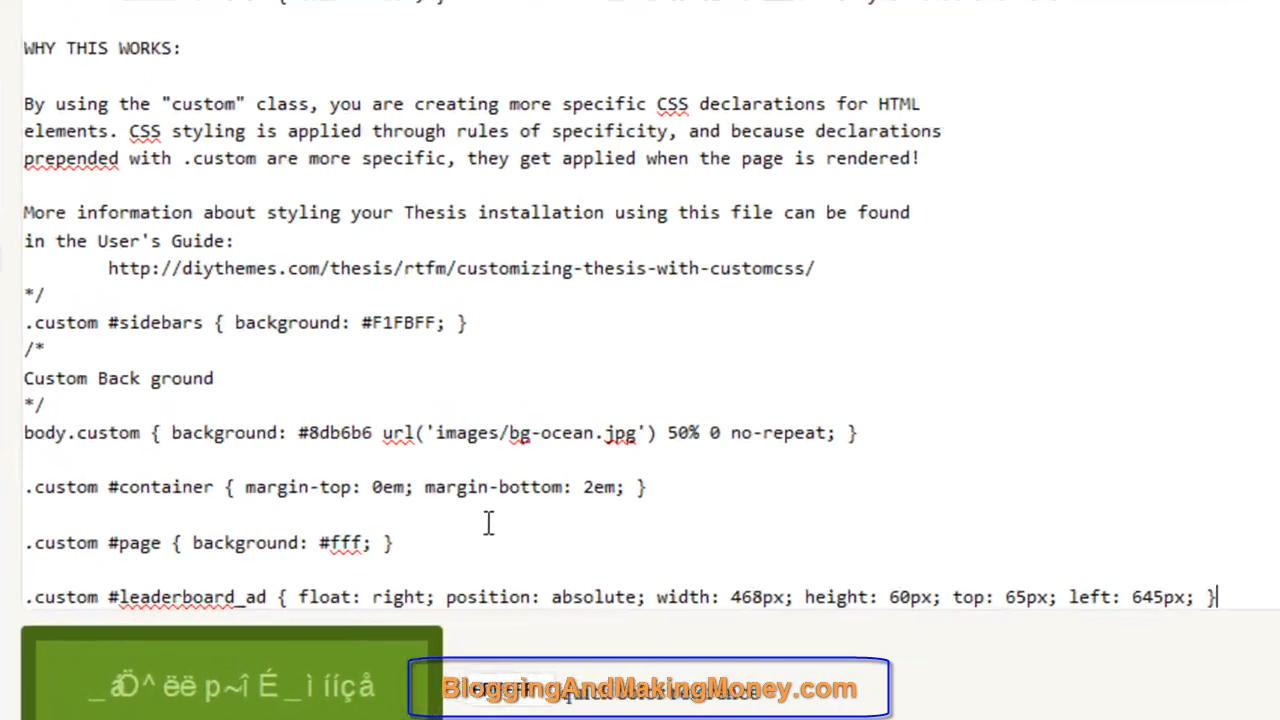 WHY THIS WORKS:
By using the "custom" class, you are creating more specific CSS declarations for HTML
elements. CSS styling is applied through rules of specificity, and because declarations
prepended with .custom are more specific, they get applied when the page is rendered!
More information about styling your Thesis installation using this file can be found
in the User's Guide:
http://diythemes.com/thesis/rtfm/customizing-thesis-with-customcss/
*/
.custom #sidebars { background: #F1FBFF; }
/*
Custom Back ground
*/
body.custom { background: #8db6b6 url('images/bg-ocean.jpg') 50% 0 no-repeat; }
.custom #container { margin-top: 0em; margin-bottom: 2em; }
.custom #page { background: #fff; }
.custom #leaderboard_ad { float: right; position: absolute; width: 468px; height: 60px; top: 65px; left: 645px; }
BloggingAndMakingMoney.com